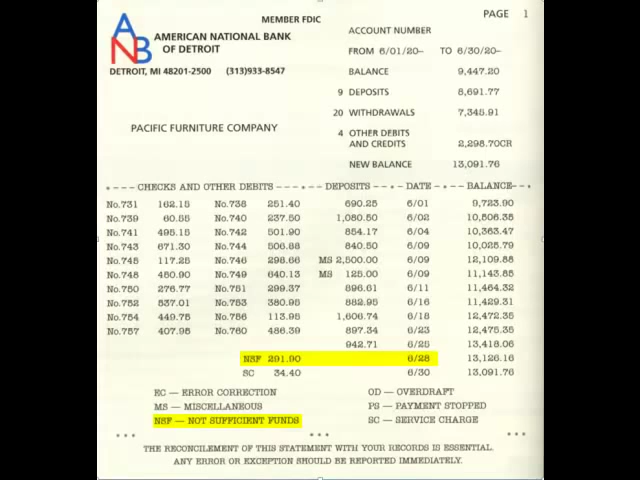 PAGE 1
MEMBER FDIC
ANB
AMERICAN NATIONAL BANK
OF DETROIT
DETROIT, MI 48201-2500 (313)933-8547
ACCOUNT NUMBER
FROM 6/01/20– TO 6/30/20–
BALANCE 9,447.20
9 DEPOSITS 8,691.77
20 WITHDRAWALS 7,345.91
4 OTHER DEBITS
AND CREDITS 2,298.70CR
NEW BALANCE 13,091.76
PACIFIC FURNITURE COMPANY
CHECKS AND OTHER DEBITS DEPOSITS DATE BALANCE
No.731 162.15 No.738 251.40 690.25 6/01 9,723.90
No.739 60.55 No.740 237.50 1,080.50 6/02 10,506.35
No.741 495.15 No.742 501.90 854.17 6/04 10,363.47
No.743 671.30 No.744 506.88 840.50 6/09 10,025.79
No.745 117.25 No.746 298.66 MS 2,500.00 6/09 12,109.88
No.748 450.90 No.749 640.13 MS 125.00 6/09 11,143.85
No.750 276.77 No.751 299.37 896.61 6/11 11,464.32
No.752 537.01 No.753 380.95 882.95 6/16 11,429.31
No.754 449.75 No.756 113.95 1,606.74 6/18 12,472.35
No.757 407.95 No.760 486.39 897.34 6/23 12,475.35
942.71 6/25 13,418.06
NSF 291.90 6/28 13,126.16
SC 34.40 6/30 13,091.76
EC — ERROR CORRECTION OD — OVERDRAFT
MS — MISCELLANEOUS PS — PAYMENT STOPPED
NSF — NOT SUFFICIENT FUNDS SC — SERVICE CHARGE
* * * * * * * * *
THE RECONCILEMENT OF THIS STATEMENT WITH YOUR RECORDS IS ESSENTIAL.
ANY ERROR OR EXCEPTION SHOULD BE REPORTED IMMEDIATELY.